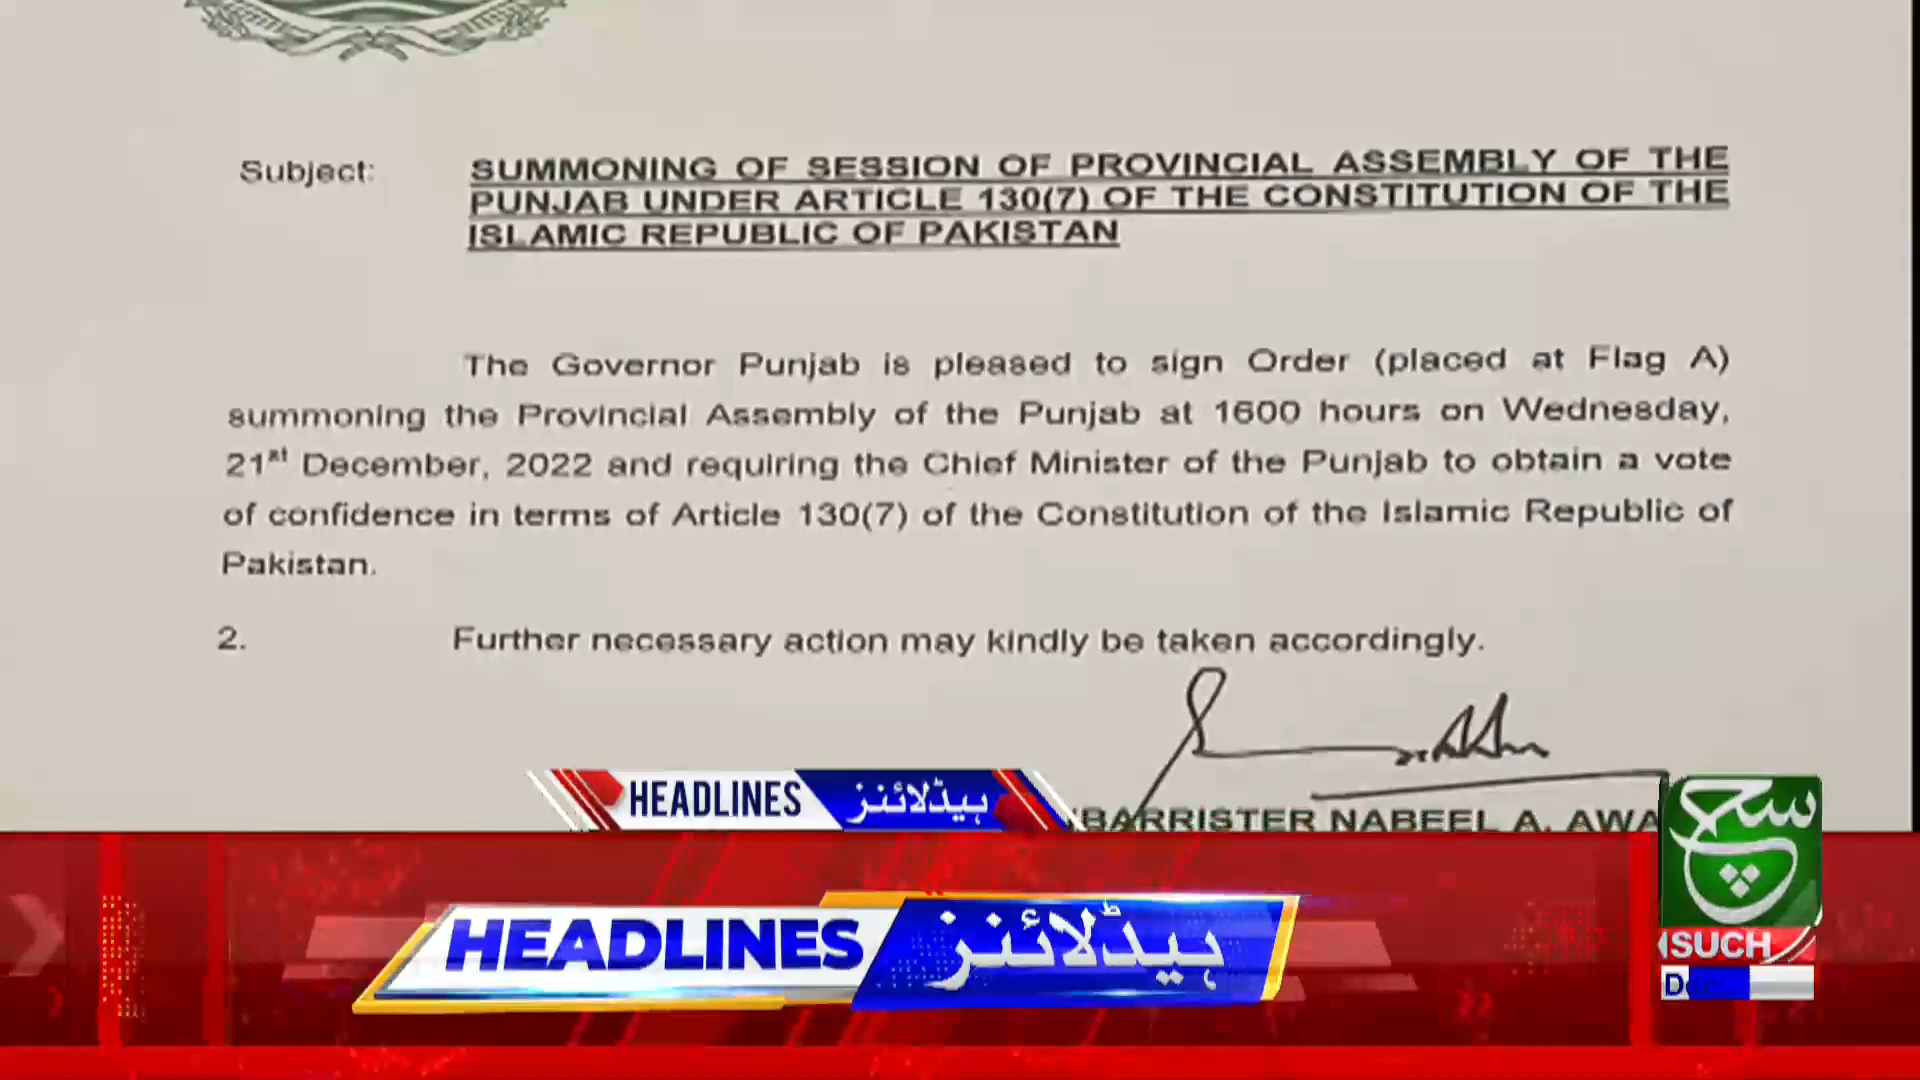 Subject: SUMMONING OF SESSION OF PROVINCIAL ASSEMBLY OF THE
PUNJAB UNDER ARTICLE 130(7) OF THE CONSTITUTION OF THE
ISLAMIC REPUBLIC OF PAKISTAN
The Governor Punjab is pleased to sign Order (placed at Flag A)
summoning the Provincial Assembly of the Punjab at 1600 hours on Wednesday,
21st December, 2022 and requiring the Chief Minister of the Punjab to obtain a vote
of confidence in terms of Article 130(7) of the Constitution of the Islamic Republic of
Pakistan.
2. Further necessary action may kindly be taken accordingly.
HEADLINES ہیڈلائنز
(BARRISTER NABEEL A. AWA
HEADLINES ہیڈلائنز
سچ
SUCH